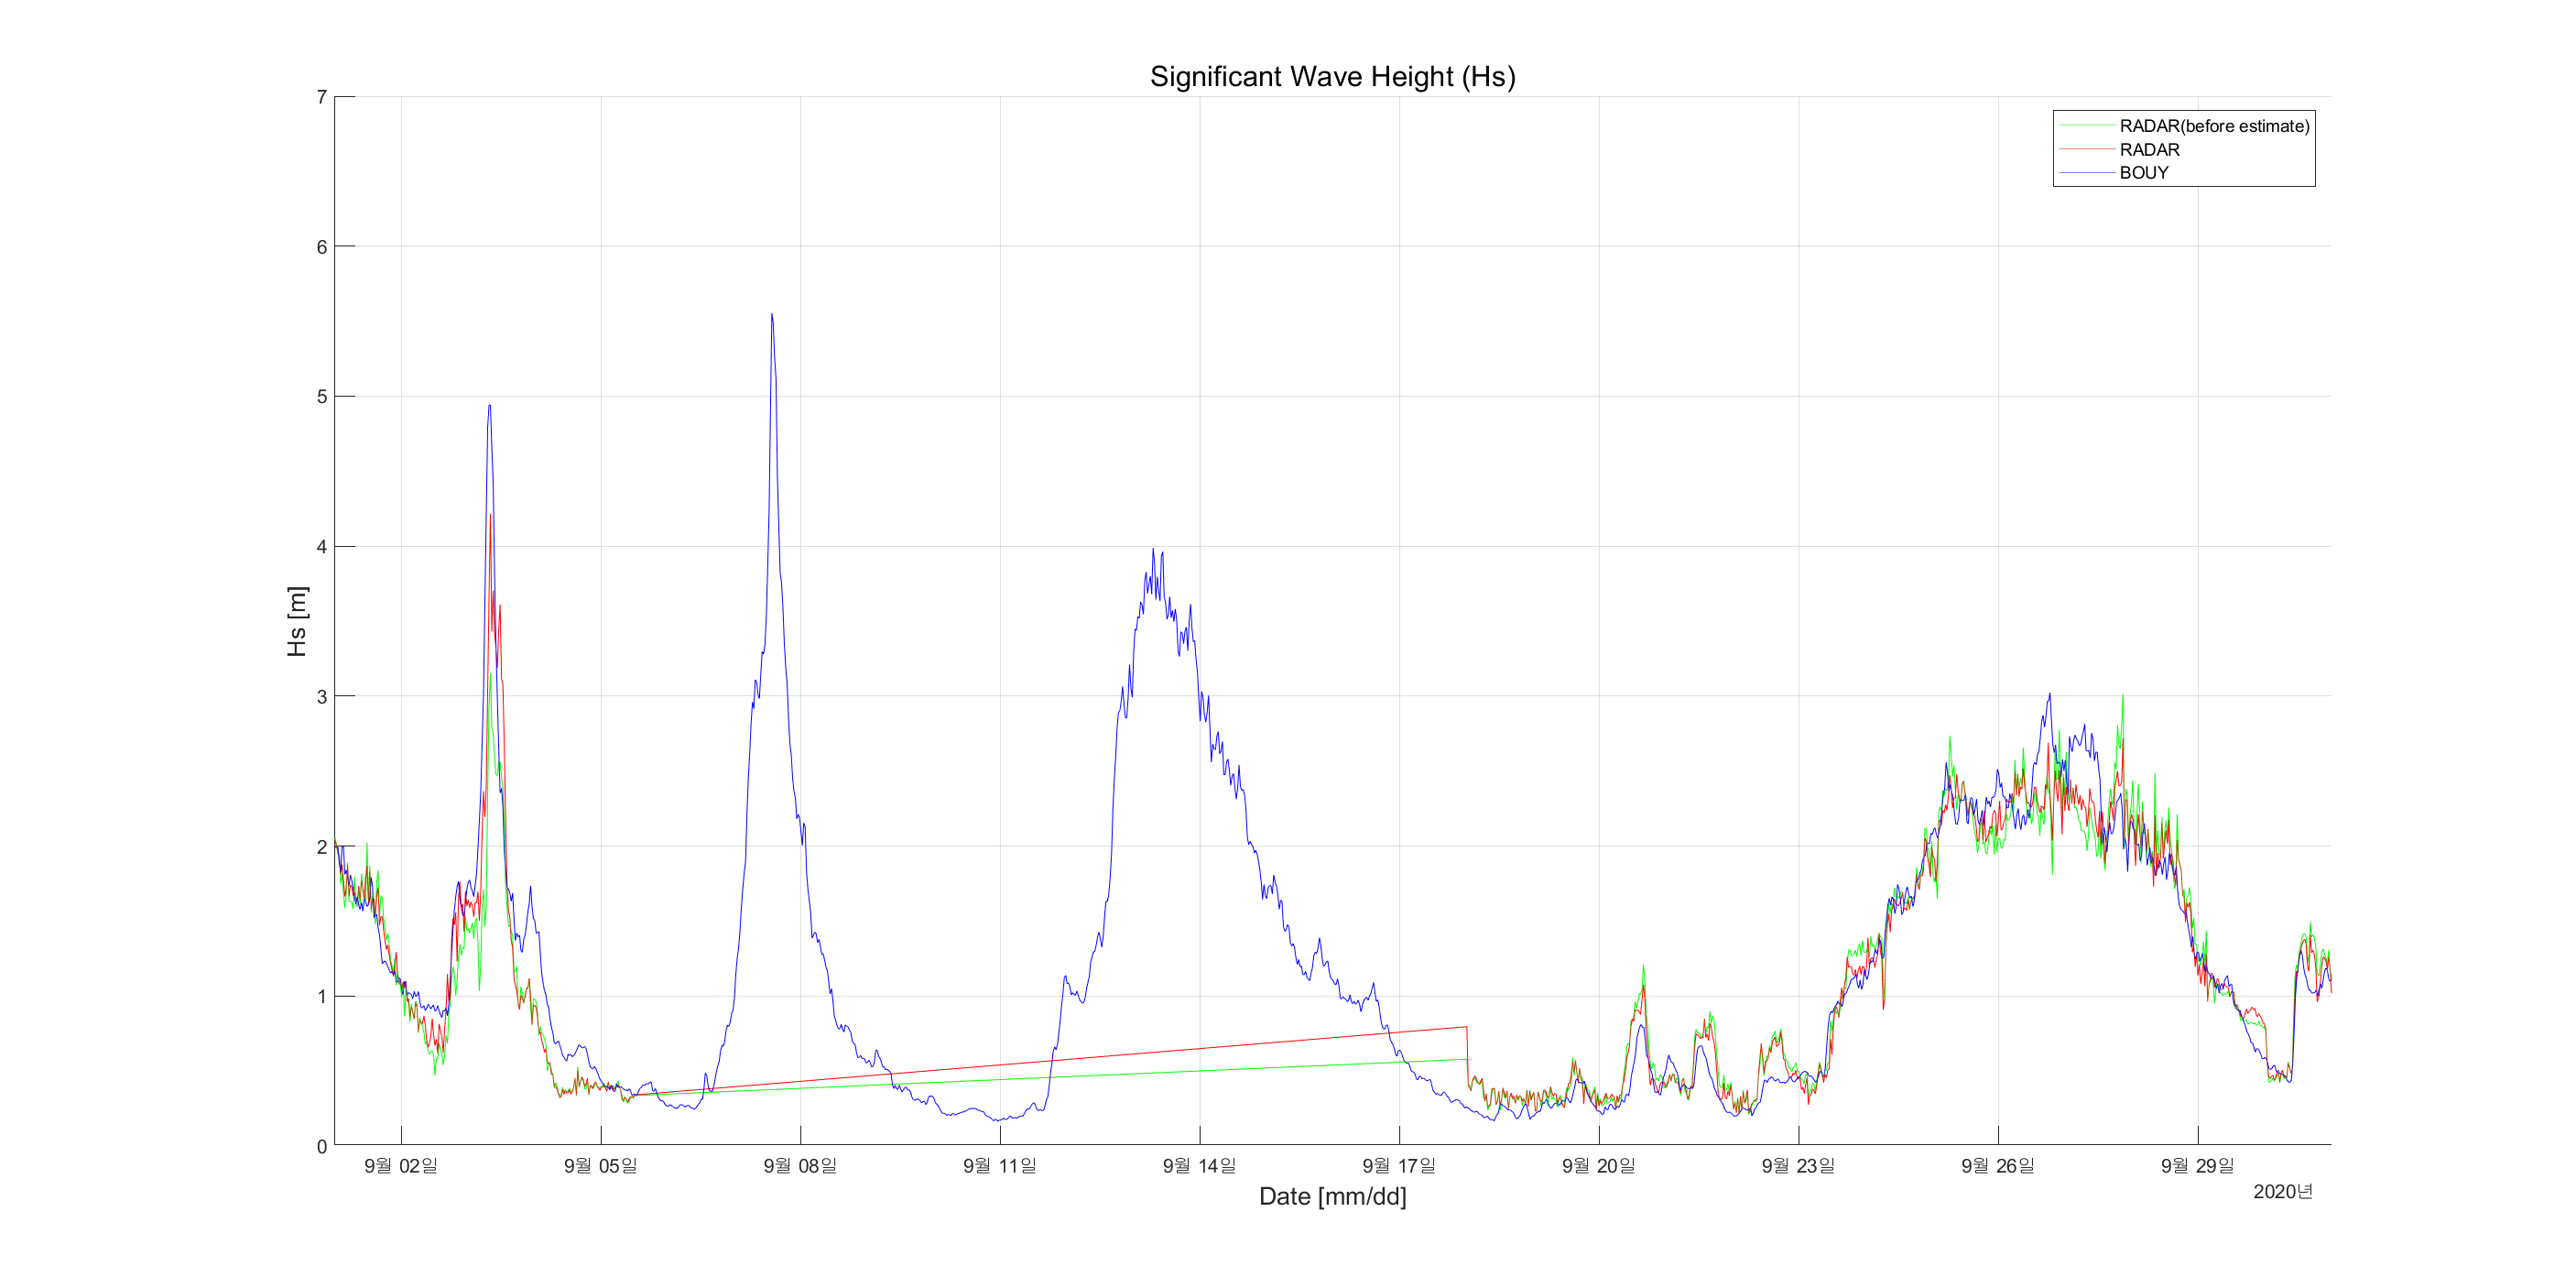 Significant Wave Height (Hs)
RADAR(before estimate)
RADAR
BOUY
7
6
5
4
3
2
1
0
Hs [m]
9월 02일 9월 05일 9월 08일 9월 11일 9월 14일 9월 17일 9월 20일 9월 23일 9월 26일 9월 29일
Date [mm/dd]
2020년